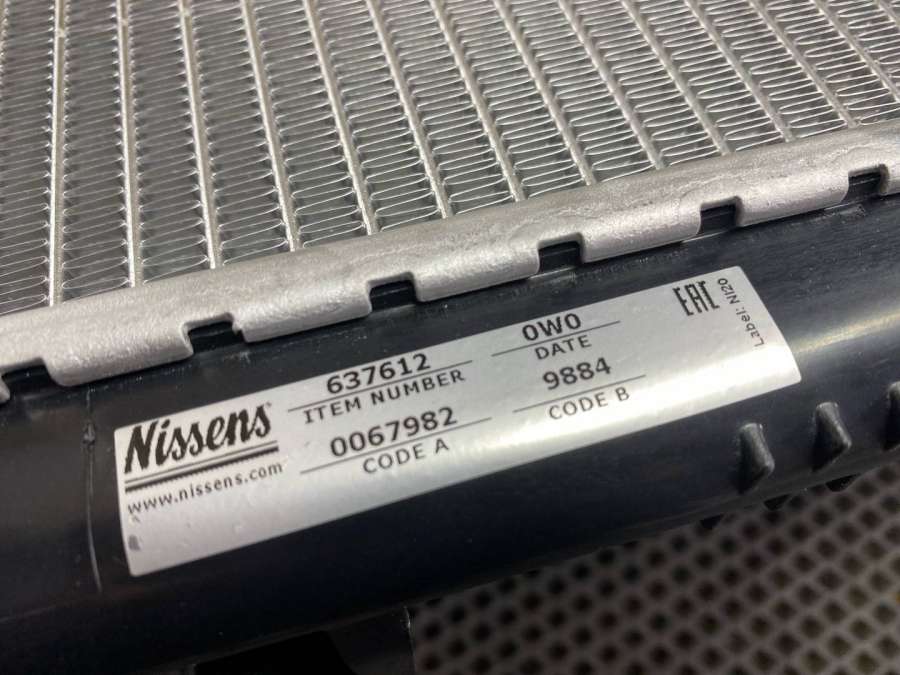 Nissens
www.nissens.com
637612
ITEM NUMBER
0067982
CODE A
0W0
DATE
9884
CODE B
EAC
Label: NI20